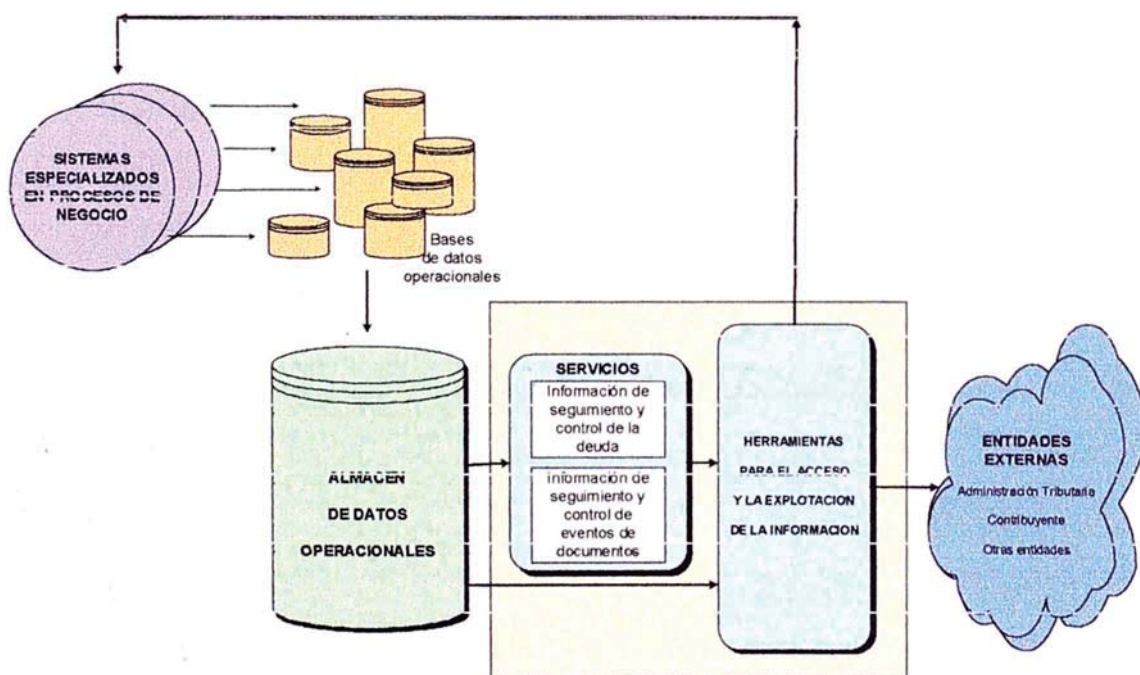 SISTEMAS
ESPECIALIZADOS
EN PROCESOS DE
NEGOCIO
Bases
de datos
operacionales
ALMACEN
DE DATOS
OPERACIONALES
SERVICIOS
Información de
seguimiento y
control de la
deuda
información de
seguimiento y
control de
eventos de
documentos
HERRAMIENTAS
PARA EL ACCESO
Y LA EXPLOTACION
DE LA INFORMACION
ENTIDADES
EXTERNAS
Administración Tributaria
Contribuyente
Otras entidades